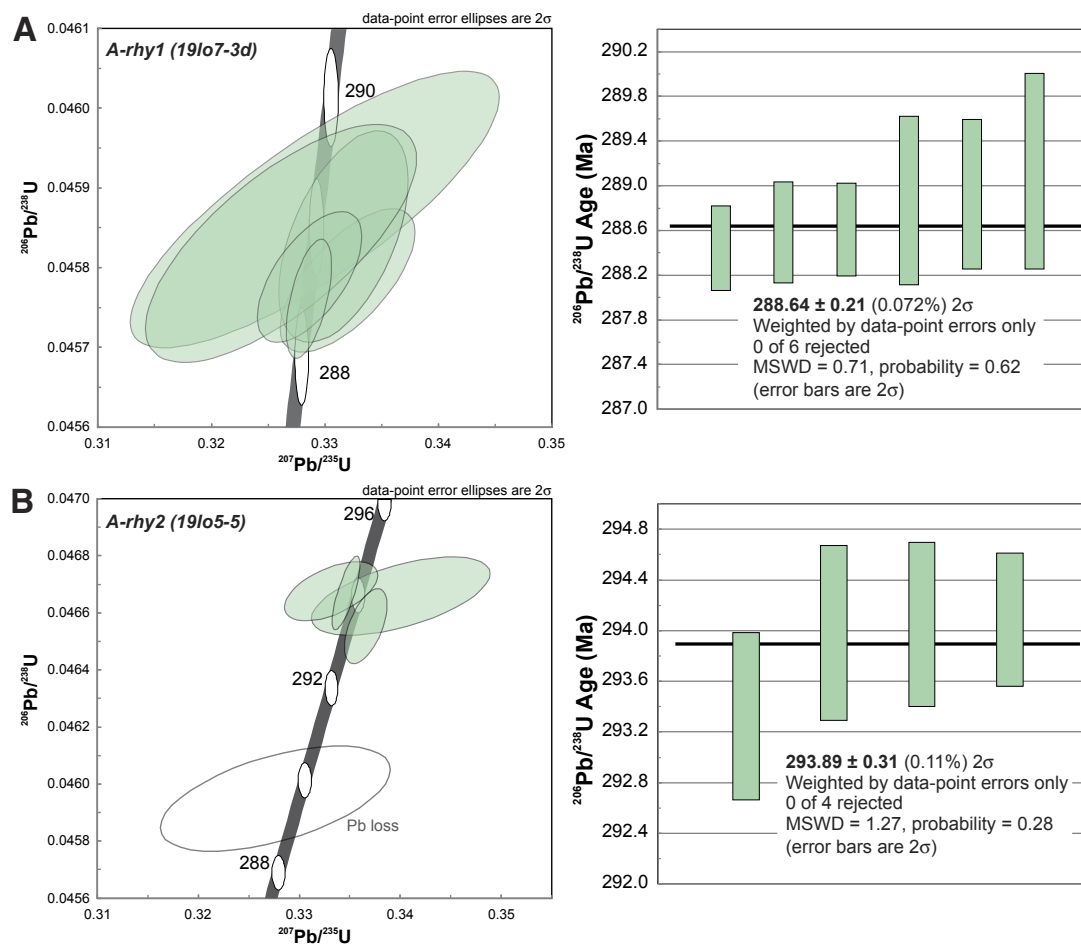 A
data-point error ellipses are 2σ
A-rhy1 (19lo7-3d)
0.0461
0.0460
0.0459
0.0458
0.0457
0.0456
206Pb/238U
290
288
0.31
0.32
0.33
0.34
0.35
207Pb/235U
290.2
289.8
289.4
289.0
288.6
288.2
287.8
287.4
287.0
206Pb/238U Age (Ma)
288.64 ± 0.21 (0.072%) 2σ
Weighted by data-point errors only
0 of 6 rejected
MSWD = 0.71, probability = 0.62
(error bars are 2σ)
B
data-point error ellipses are 2σ
A-rhy2 (19lo5-5)
0.0470
0.0468
0.0466
0.0464
0.0462
0.0460
0.0458
0.0456
206Pb/238U
296
292
Pb loss
288
0.31
0.32
0.33
0.34
0.35
207Pb/235U
294.8
294.4
294.0
293.6
293.2
292.8
292.4
292.0
206Pb/238U Age (Ma)
293.89 ± 0.31 (0.11%) 2σ
Weighted by data-point errors only
0 of 4 rejected
MSWD = 1.27, probability = 0.28
(error bars are 2σ)